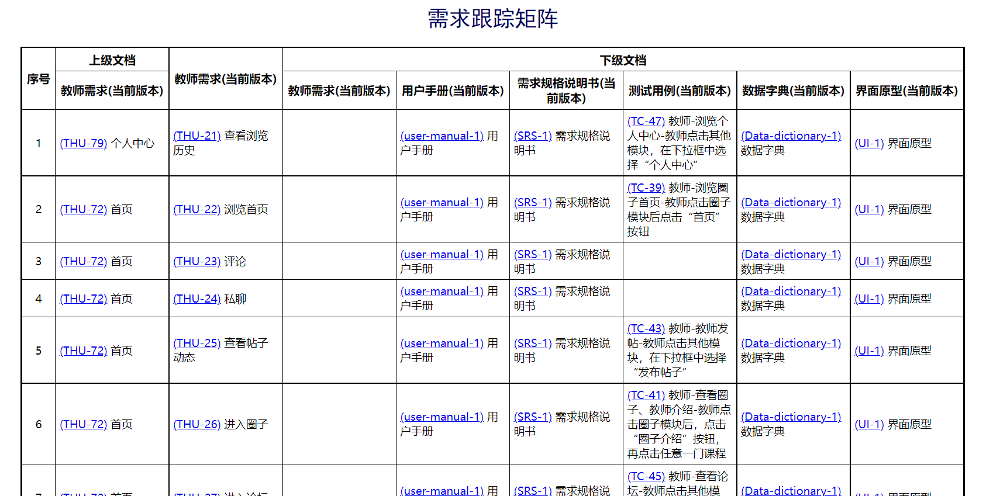 需求跟踪矩阵
序号
上级文档
教师需求(当前版本)
下级文档
教师需求(当前版本)
教师需求(当前版本)
用户手册(当前版本)
需求规格说明书(当
前版本)
测试用例(当前版本)
数据字典(当前版本)
界面原型(当前版本)
1
(THU-79) 个人中心
(THU-21) 查看浏览
历史
(user-manual-1) 用
户手册
(SRS-1) 需求规格说
明书
(TC-47) 教师-浏览个
人中心-教师点击其他
模块，在下拉框中选
择“个人中心”
(Data-dictionary-1)
数据字典
(UI-1) 界面原型
2
(THU-72) 首页
(THU-22) 浏览首页
(user-manual-1) 用
户手册
(SRS-1) 需求规格说
明书
(TC-39) 教师-浏览圈
子首页-教师点击圈子
模块后点击“首页”
按钮
(Data-dictionary-1)
数据字典
(UI-1) 界面原型
3
(THU-72) 首页
(THU-23) 评论
(user-manual-1) 用
户手册
(SRS-1) 需求规格说
明书
(Data-dictionary-1)
数据字典
(UI-1) 界面原型
4
(THU-72) 首页
(THU-24) 私聊
(user-manual-1) 用
户手册
(SRS-1) 需求规格说
明书
(Data-dictionary-1)
数据字典
(UI-1) 界面原型
5
(THU-72) 首页
(THU-25) 查看帖子
动态
(user-manual-1) 用
户手册
(SRS-1) 需求规格说
明书
(TC-43) 教师-教师发
帖-教师点击其他模
块，在下拉框中选择
“发布帖子”
(Data-dictionary-1)
数据字典
(UI-1) 界面原型
6
(THU-72) 首页
(THU-26) 进入圈子
(user-manual-1) 用
户手册
(SRS-1) 需求规格说
明书
(TC-41) 教师-查看圈
子、教师介绍-教师点
击圈子模块后，点击
“圈子介绍”按钮，
再点击任意一门课程
(Data-dictionary-1)
数据字典
(UI-1) 界面原型
(user-manual-1) 用
(SRS-1) 需求规格说
(TC-45) 教师-查看论
坛-教师点击其他模
(Data-dictionary-1)